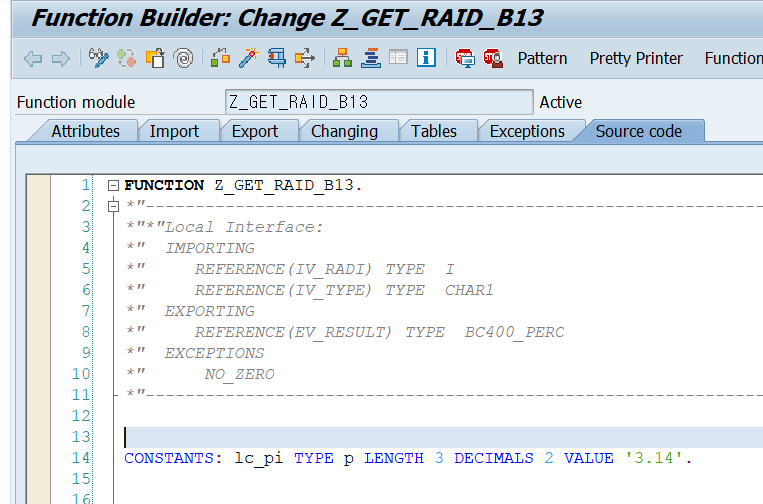 Function Builder: Change Z_GET_RAID_B13
Pattern Pretty Printer Function
Function module Z_GET_RAID_B13 Active
Attributes Import Export Changing Tables Exceptions Source code
1 FUNCTION Z_GET_RAID_B13.
2 *"----------------------------------------------------------------
3 *"*"Local Interface:
4 *" IMPORTING
5 *" REFERENCE(IV_RADI) TYPE I
6 *" REFERENCE(IV_TYPE) TYPE CHAR1
7 *" EXPORTING
8 *" REFERENCE(EV_RESULT) TYPE BC400_PERC
9 *" EXCEPTIONS
10 *" NO_ZERO
11 *"----------------------------------------------------------------
12
13
14 CONSTANTS: lc_pi TYPE p LENGTH 3 DECIMALS 2 VALUE '3.14'.
15
16